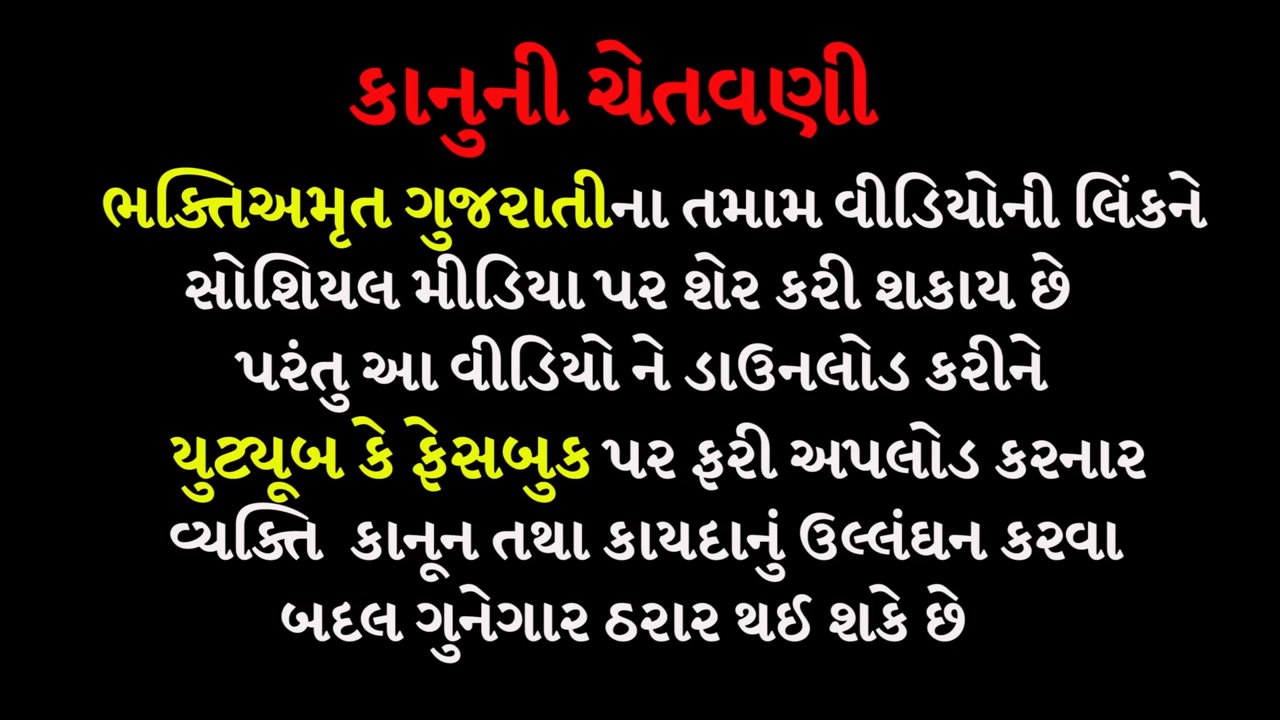 કાનુની ચેતવણી
ભક્તિઅમૃત ગુજરાતીના તમામ વીડિયોની લિંકને
સોશિયલ મીડિયા પર શેર કરી શકાય છે
પરંતુ આ વીડિયો ને ડાઉનલોડ કરીને
યુટ્યૂબ કે ફેસબુક પર ફરી અપલોડ કરનાર
વ્યક્તિ કાનૂન તથા કાયદાનું ઉલ્લંઘન કરવા
બદલ ગુનેગાર ઠરાર થઈ શકે છે